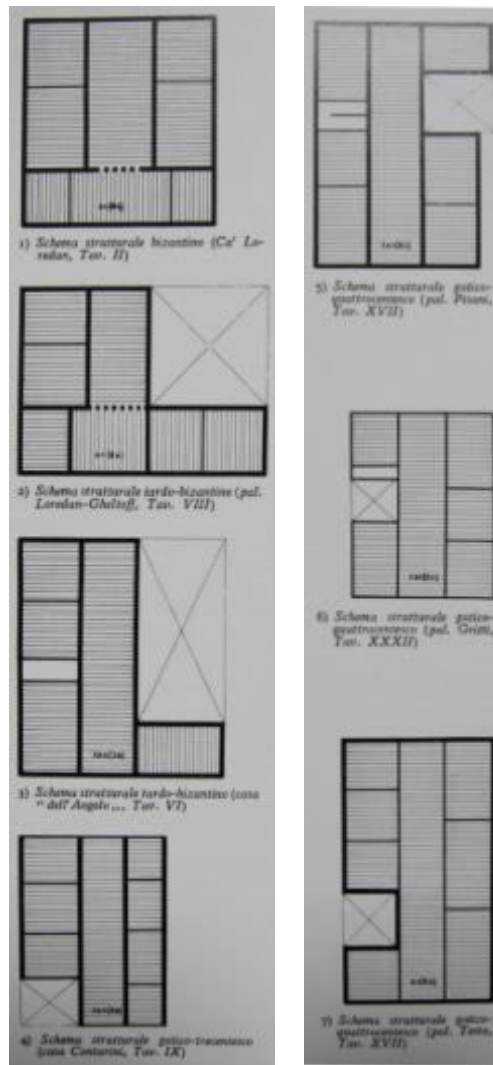 1) Schema strutturale bizantino (Ca' Lo-
redan, Tav. II)
2) Schema strutturale tardo-bizantino (pal.
Loredan-Gheltoff, Tav. VIII)
3) Schema strutturale tardo-bizantino (casa
"dell'Angelo„, Tav. VI)
4) Schema strutturale gotico-trecentesco
(casa Contarini, Tav. IX)
5) Schema strutturale gotico-
quattrocentesco (pal. Pisani,
Tav. XVII)
6) Schema strutturale gotico-
quattrocentesco (pal. Gritti,
Tav. XXXII)
7) Schema strutturale gotico-
quattrocentesco (pal.
Tav. XVII)